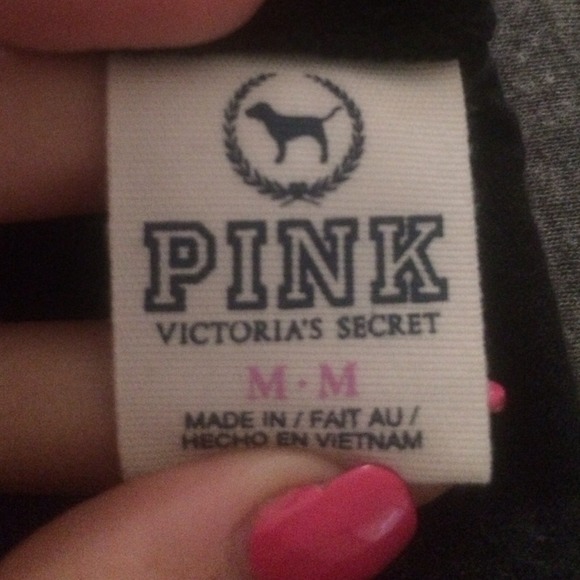 PINK
VICTORIA'S SECRET
M · M
MADE IN / FAIT AU /
HECHO EN VIETNAM